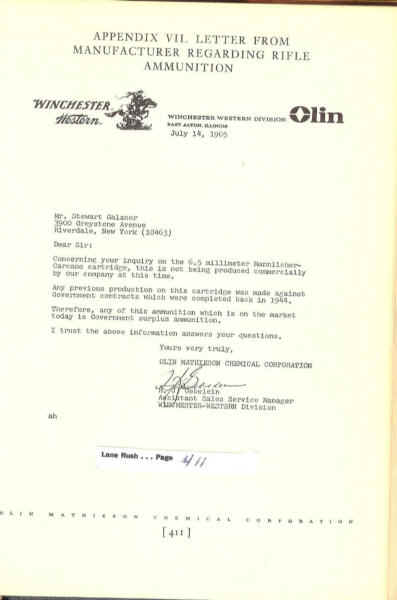 APPENDIX VII. LETTER FROM
MANUFACTURER REGARDING RIFLE
AMMUNITION
WINCHESTER
Western
WINCHESTER WESTERN DIVISION
EAST ALTON, ILLINOIS
Olin
July 14, 1965
Mr. Stewart Galanor
3900 Greystone Avenue
Riverdale, New York (10463)
Dear Sir:
Concerning your inquiry on the 6.5 millimeter Mannlicher-
Carcano cartridge, this is not being produced commercially
by our company at this time.
Any previous production on this cartridge was made against
Government contracts which were completed back in 1944.
Therefore, any of this ammunition which is on the market
today is Government surplus ammunition.
I trust the above information answers your questions.
Yours very truly,
OLIN MATHIESON CHEMICAL CORPORATION
Assistant Sales Service Manager
WINCHESTER-WESTERN Division
ah
Lane Rush . . . Page 411
OLIN MATHIESON CHEMICAL CORPORATION
[ 411 ]